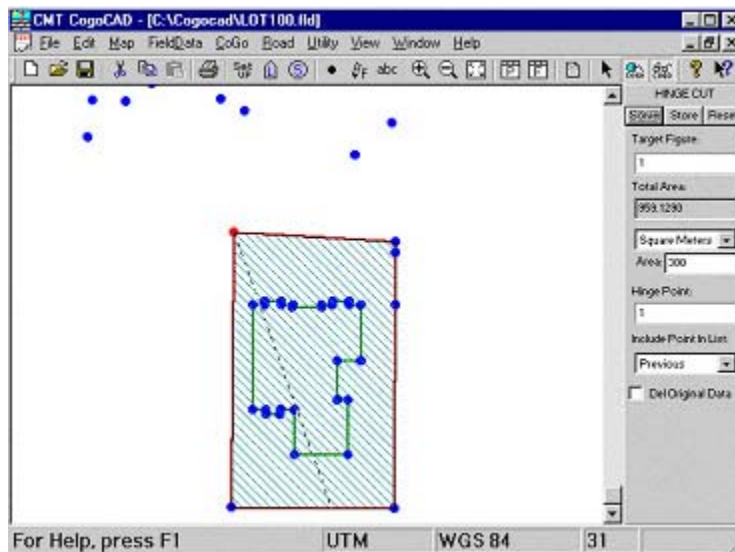 CMT CogoCAD - [C:\Cogocad\LOT100.fld]
File Edit Map FieldData CoGo Road Utility View Window Help
abc
HINGE CUT
Solve Store Reset
Target Figure:
1
Total Area:
959.1290
Square Meters
Area: 300
Hinge Point:
1
Include Point In List:
Previous
Del Original Data
For Help, press F1 UTM WGS 84 31